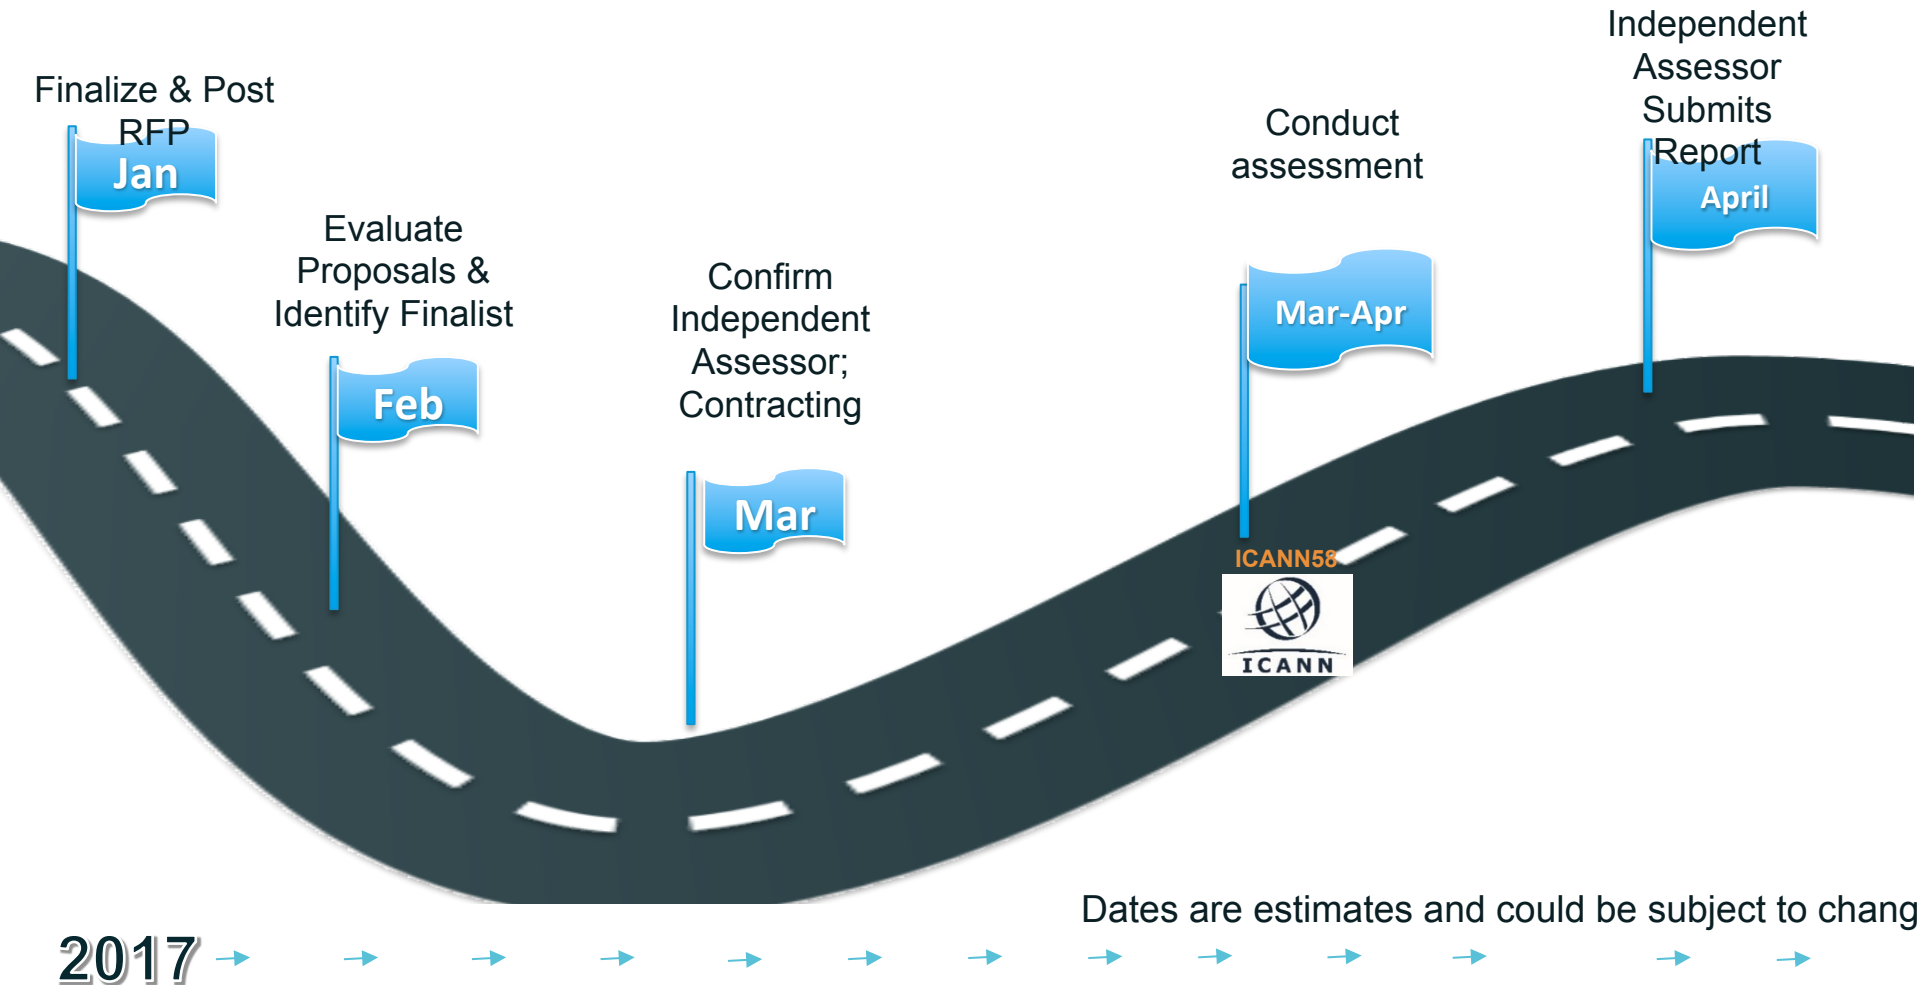 Finalize & Post
RFP
Jan
Evaluate
Proposals &
Identify Finalist
Feb
Confirm
Independent
Assessor;
Contracting
Mar
Conduct
assessment
Mar-Apr
ICANN58
ICANN
Independent
Assessor
Submits
Report
April
Dates are estimates and could be subject to chang
2017